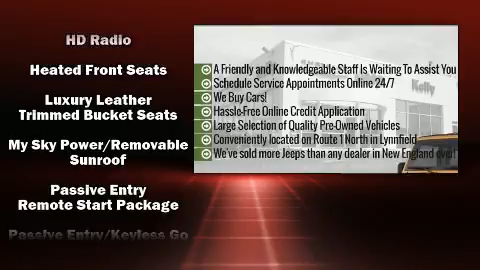 HD Radio
Heated Front Seats
Luxury Leather
Trimmed Bucket Seats
My Sky Power/Removable
Sunroof
Passive Entry
Remote Start Package
Passive Entry/Keyless Go
A Friendly and Knowledgeable Staff Is Waiting To Assist You
Schedule Service Appointments Online 24/7
We Buy Cars!
Hassle-Free Online Credit Application
Large Selection of Quality Pre-Owned Vehicles
Conveniently located on Route 1 North in Lynnfield
We've sold more Jeeps than any dealer in New England ever!
Kelly